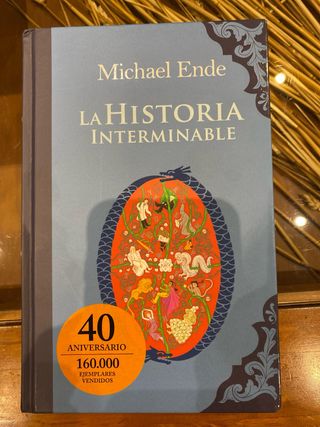 Michael Ende
LA HISTORIA
INTERMINABLE
40
ANIVERSARIO
160.000
EJEMPLARES
VENDIDOS